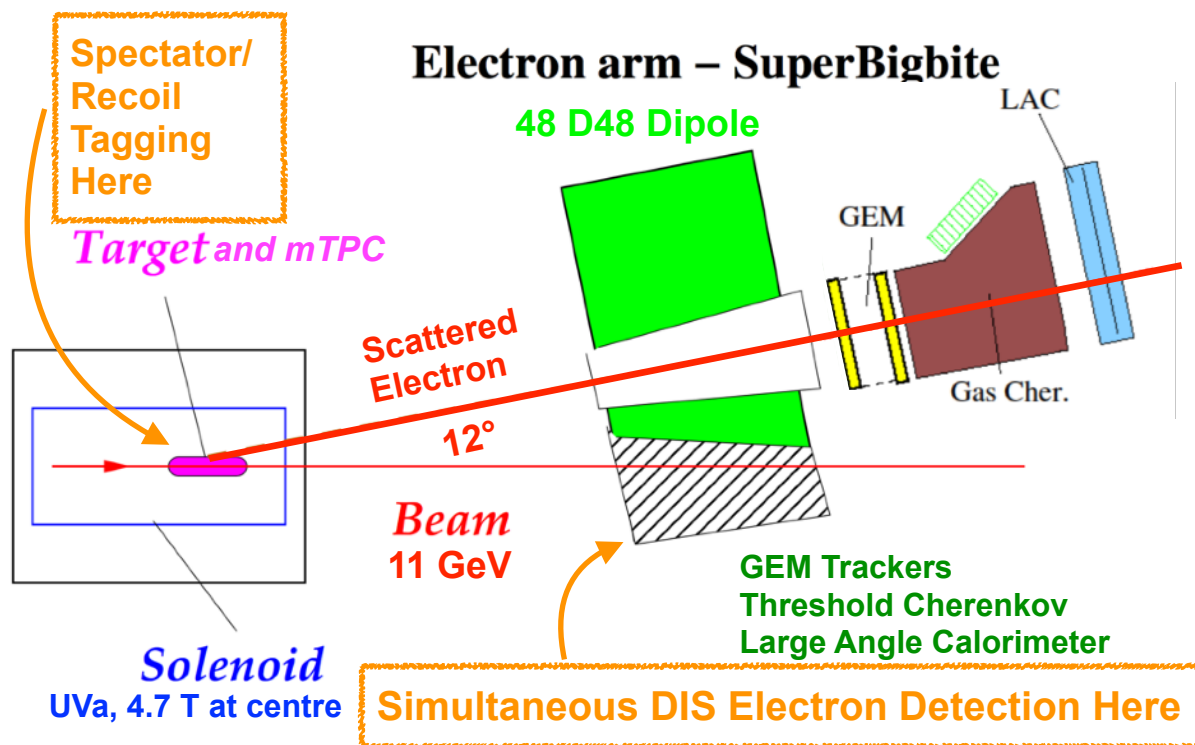 Spectator/
Recoil
Tagging
Here
Electron arm – SuperBigbite
LAC
48 D48 Dipole
GEM
Target and mTPC
Scattered
Electron
Gas Cher.
12°
Beam
11 GeV
GEM Trackers
Threshold Cherenkov
Large Angle Calorimeter
Solenoid
UVa, 4.7 T at centre
Simultaneous DIS Electron Detection Here